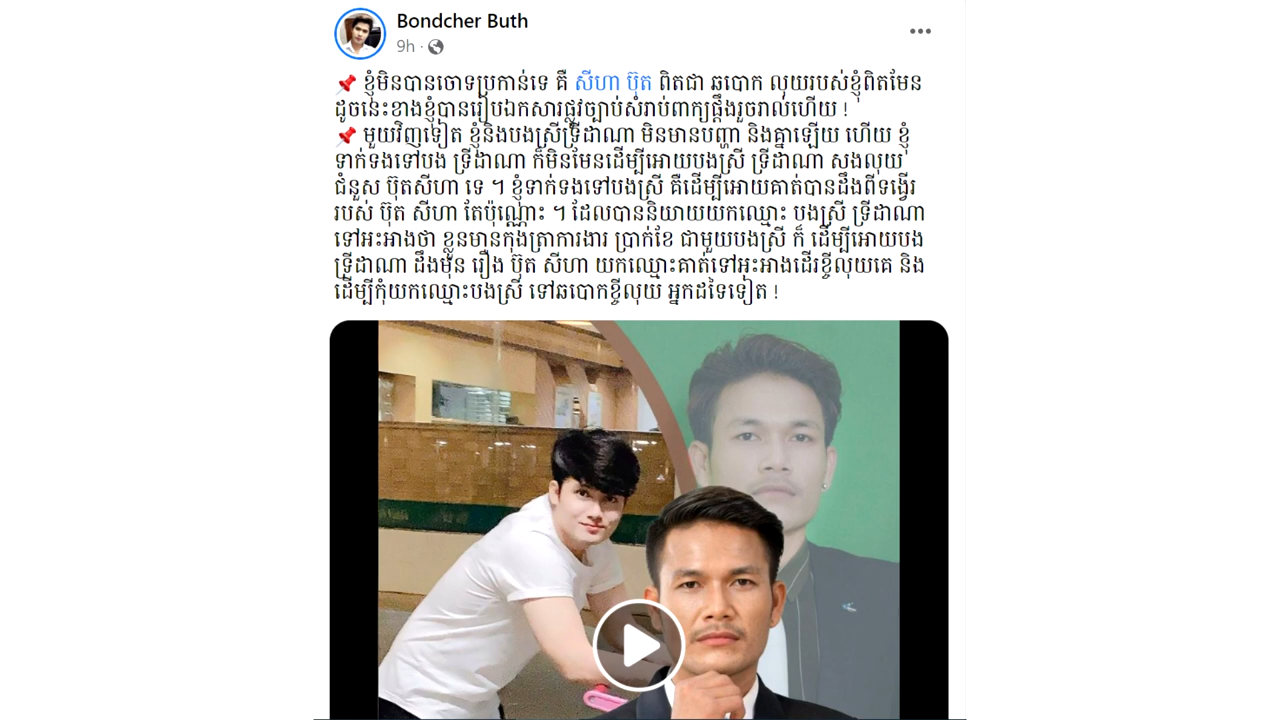 Bondcher Buth
9h ·
📌 ខ្ញុំមិនបានចោទប្រកាន់ទេ គឺ សីហា ប៊ុត ពិតជា ឆបោក លុយរបស់ខ្ញុំពិតមែន
ដូចនេះខាងខ្ញុំបានរៀបឯកសារផ្លូវច្បាប់សំរាប់ពាក្យផ្ដឹងរួចរាល់ហើយ !
📌 មួយវិញទៀត ខ្ញុំនិងបងស្រីទ្រីដាណា មិនមានបញ្ហា និងគ្នាឡើយ ហើយ ខ្ញុំ
ទាក់ទងទៅបង ទ្រីដាណា ក៏មិនមែនដើម្បីអោយបងស្រី ទ្រីដាណា សងលុយ
ជំនួស ប៊ុតសីហា ទេ ។ ខ្ញុំទាក់ទងទៅបងស្រី គឺដើម្បីអោយគាត់បានដឹងពីទង្វើរ
របស់ ប៊ុត សីហា តែប៉ុណ្ណោះ ។ ដែលបាននិយាយយកឈ្មោះ បងស្រី ទ្រីដាណា
ទៅអះអាងថា ខ្លួនមានកុងត្រាការងារ ប្រាក់ខែ ជាមួយបងស្រី ក៏ ដើម្បីអោយបង
ទ្រីដាណា ដឹងមុន រឿង ប៊ុត សីហា យកឈ្មោះគាត់ទៅអះអាងដើរខ្ចីលុយគេ និង
ដើម្បីកុំយកឈ្មោះបងស្រី ទៅឆបោកខ្ចីលុយ អ្នកដទៃទៀត !